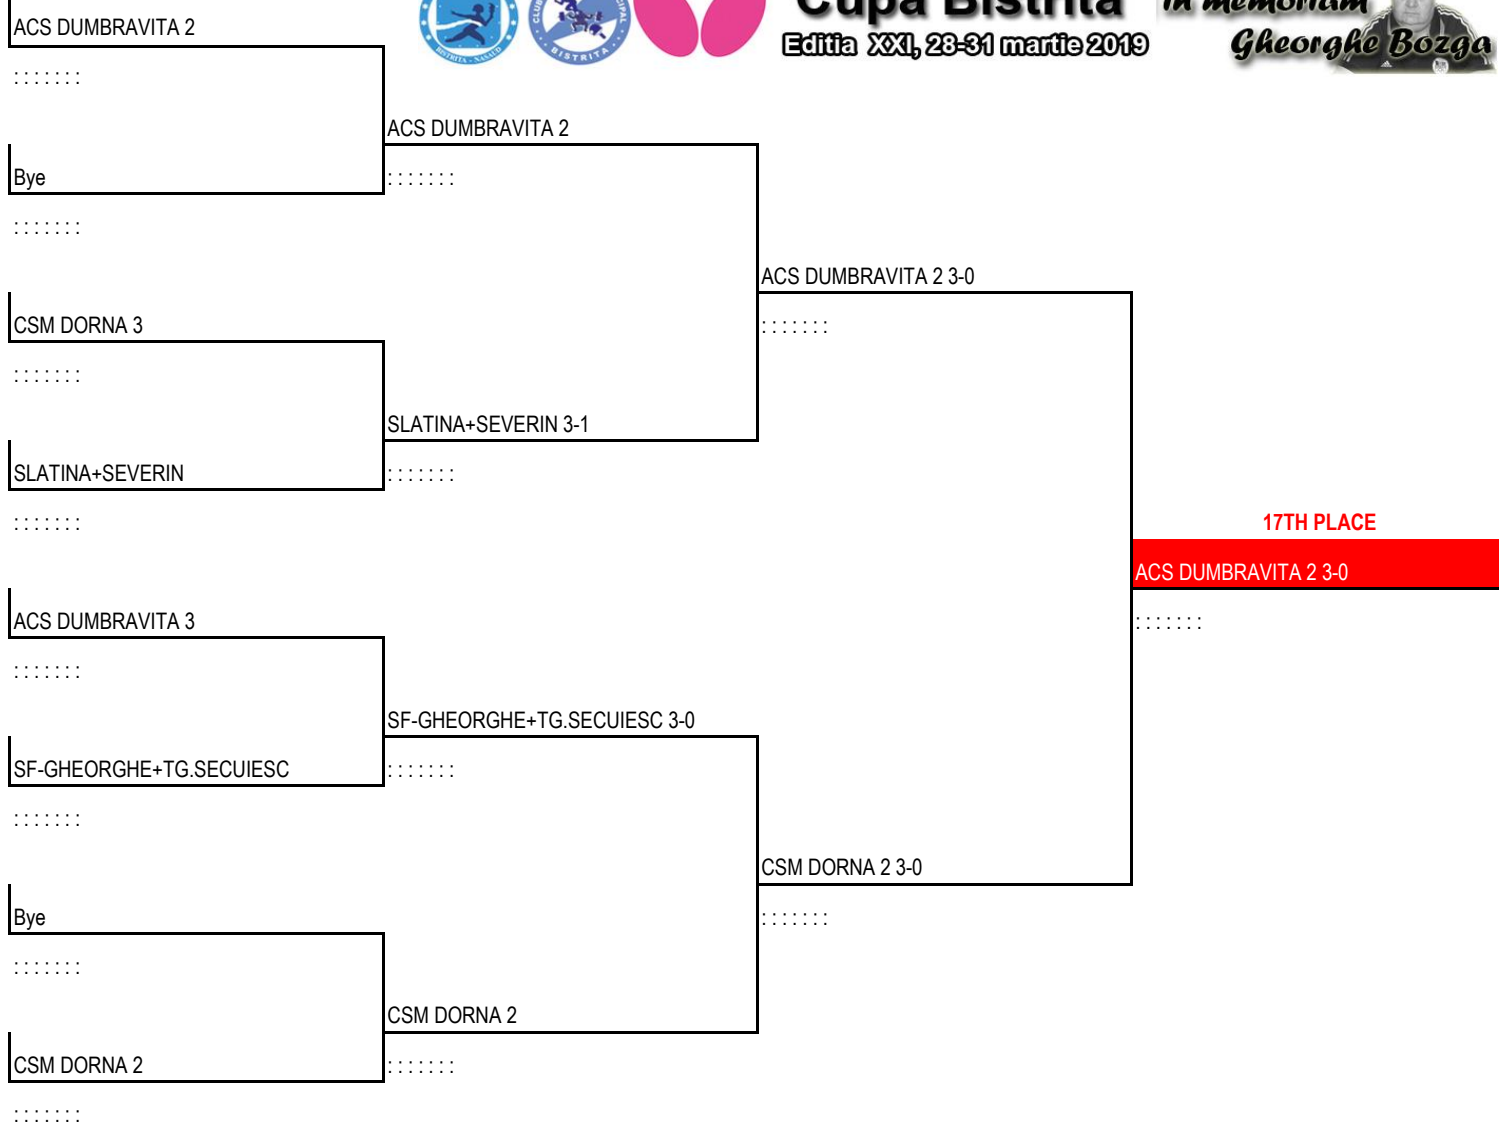 Cupa Bistrita
in memoriam
ACS DUMBRAVITA 2
Editia XXI, 28-31 martie 2019
Gheorghe Bozga
BISTRITA - NASAUD
BISTRITA
: : : : : : :
ACS DUMBRAVITA 2
Bye
: : : : : : :
: : : : : : :
ACS DUMBRAVITA 2 3-0
CSM DORNA 3
: : : : : : :
: : : : : : :
SLATINA+SEVERIN 3-1
SLATINA+SEVERIN
: : : : : : :
: : : : : : :
17TH PLACE
ACS DUMBRAVITA 2 3-0
ACS DUMBRAVITA 3
: : : : : : :
: : : : : : :
SF-GHEORGHE+TG.SECUIESC 3-0
SF-GHEORGHE+TG.SECUIESC
: : : : : : :
: : : : : : :
CSM DORNA 2 3-0
Bye
: : : : : : :
: : : : : : :
CSM DORNA 2
CSM DORNA 2
: : : : : : :
: : : : : : :